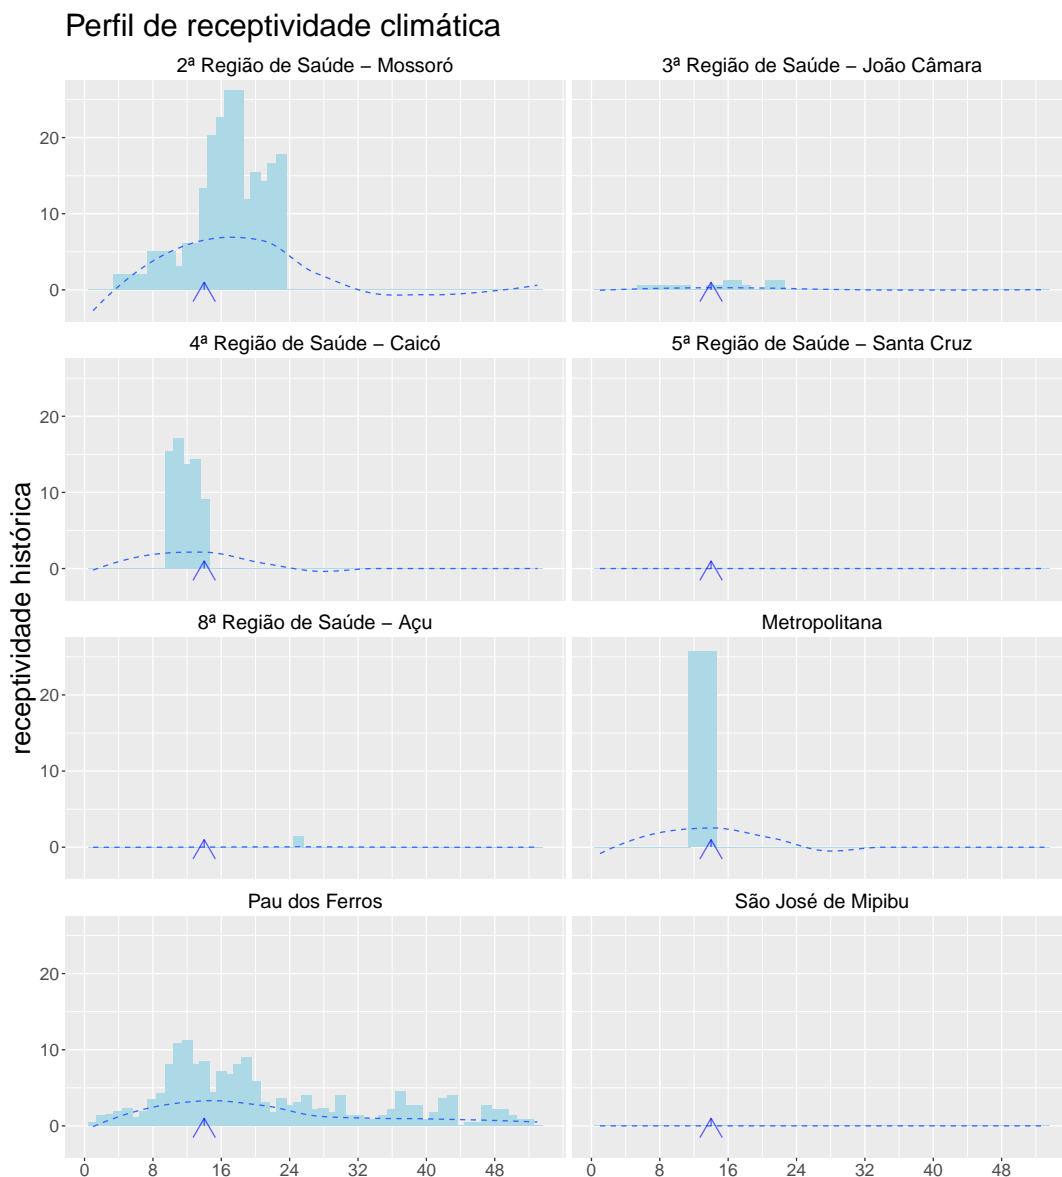 Perfil de receptividade climática
2ª Região de Saúde − Mossoró
3ª Região de Saúde − João Câmara
20
10
0
4ª Região de Saúde − Caicó
5ª Região de Saúde − Santa Cruz
20
10
0
receptividade histórica
8ª Região de Saúde − Açu
Metropolitana
20
10
0
Pau dos Ferros
São José de Mipibu
20
10
0
0 8 16 24 32 40 48
0 8 16 24 32 40 48